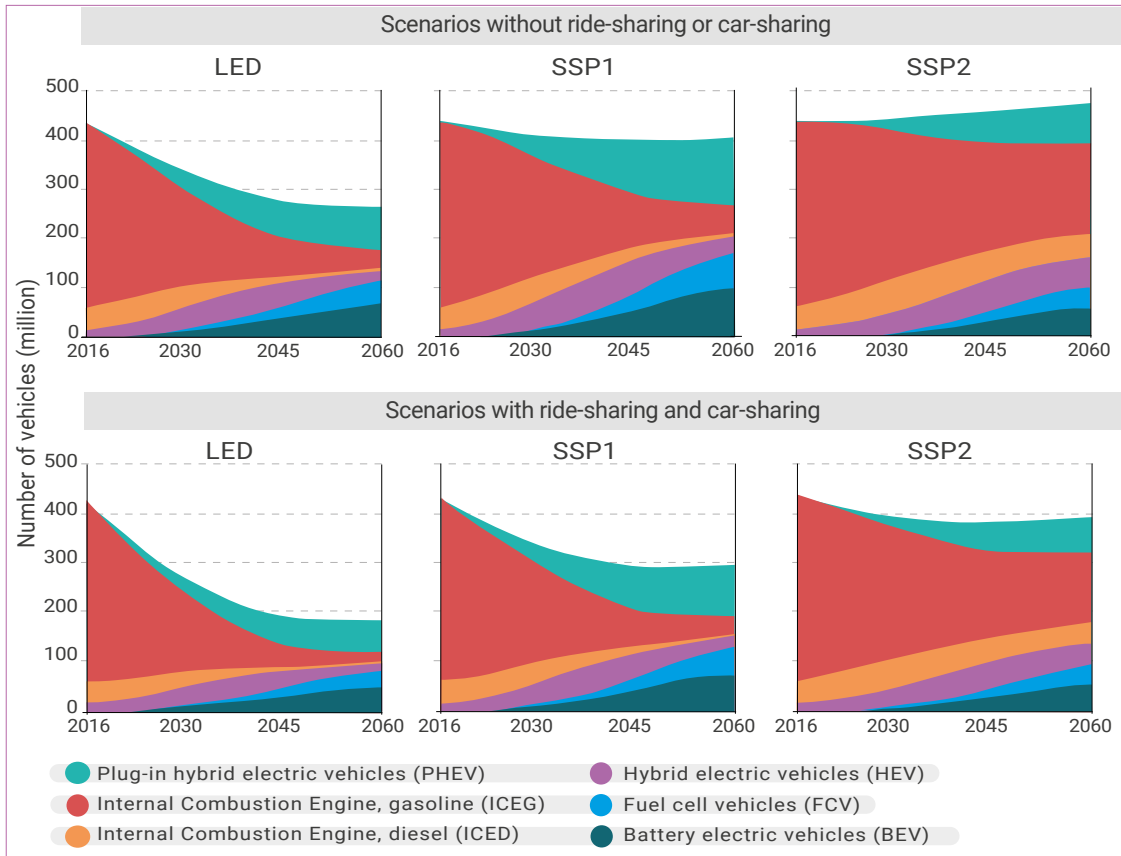 Scenarios without ride-sharing or car-sharing
LED SSP1 SSP2
Number of vehicles (million)
500
400
300
200
100
0
2016 2030 2045 2060 2016 2030 2045 2060 2016 2030 2045 2060
Scenarios with ride-sharing and car-sharing
LED SSP1 SSP2
500
400
300
200
100
0
2016 2030 2045 2060 2016 2030 2045 2060 2016 2030 2045 2060
Plug-in hybrid electric vehicles (PHEV) Hybrid electric vehicles (HEV)
Internal Combustion Engine, gasoline (ICEG) Fuel cell vehicles (FCV)
Internal Combustion Engine, diesel (ICED) Battery electric vehicles (BEV)